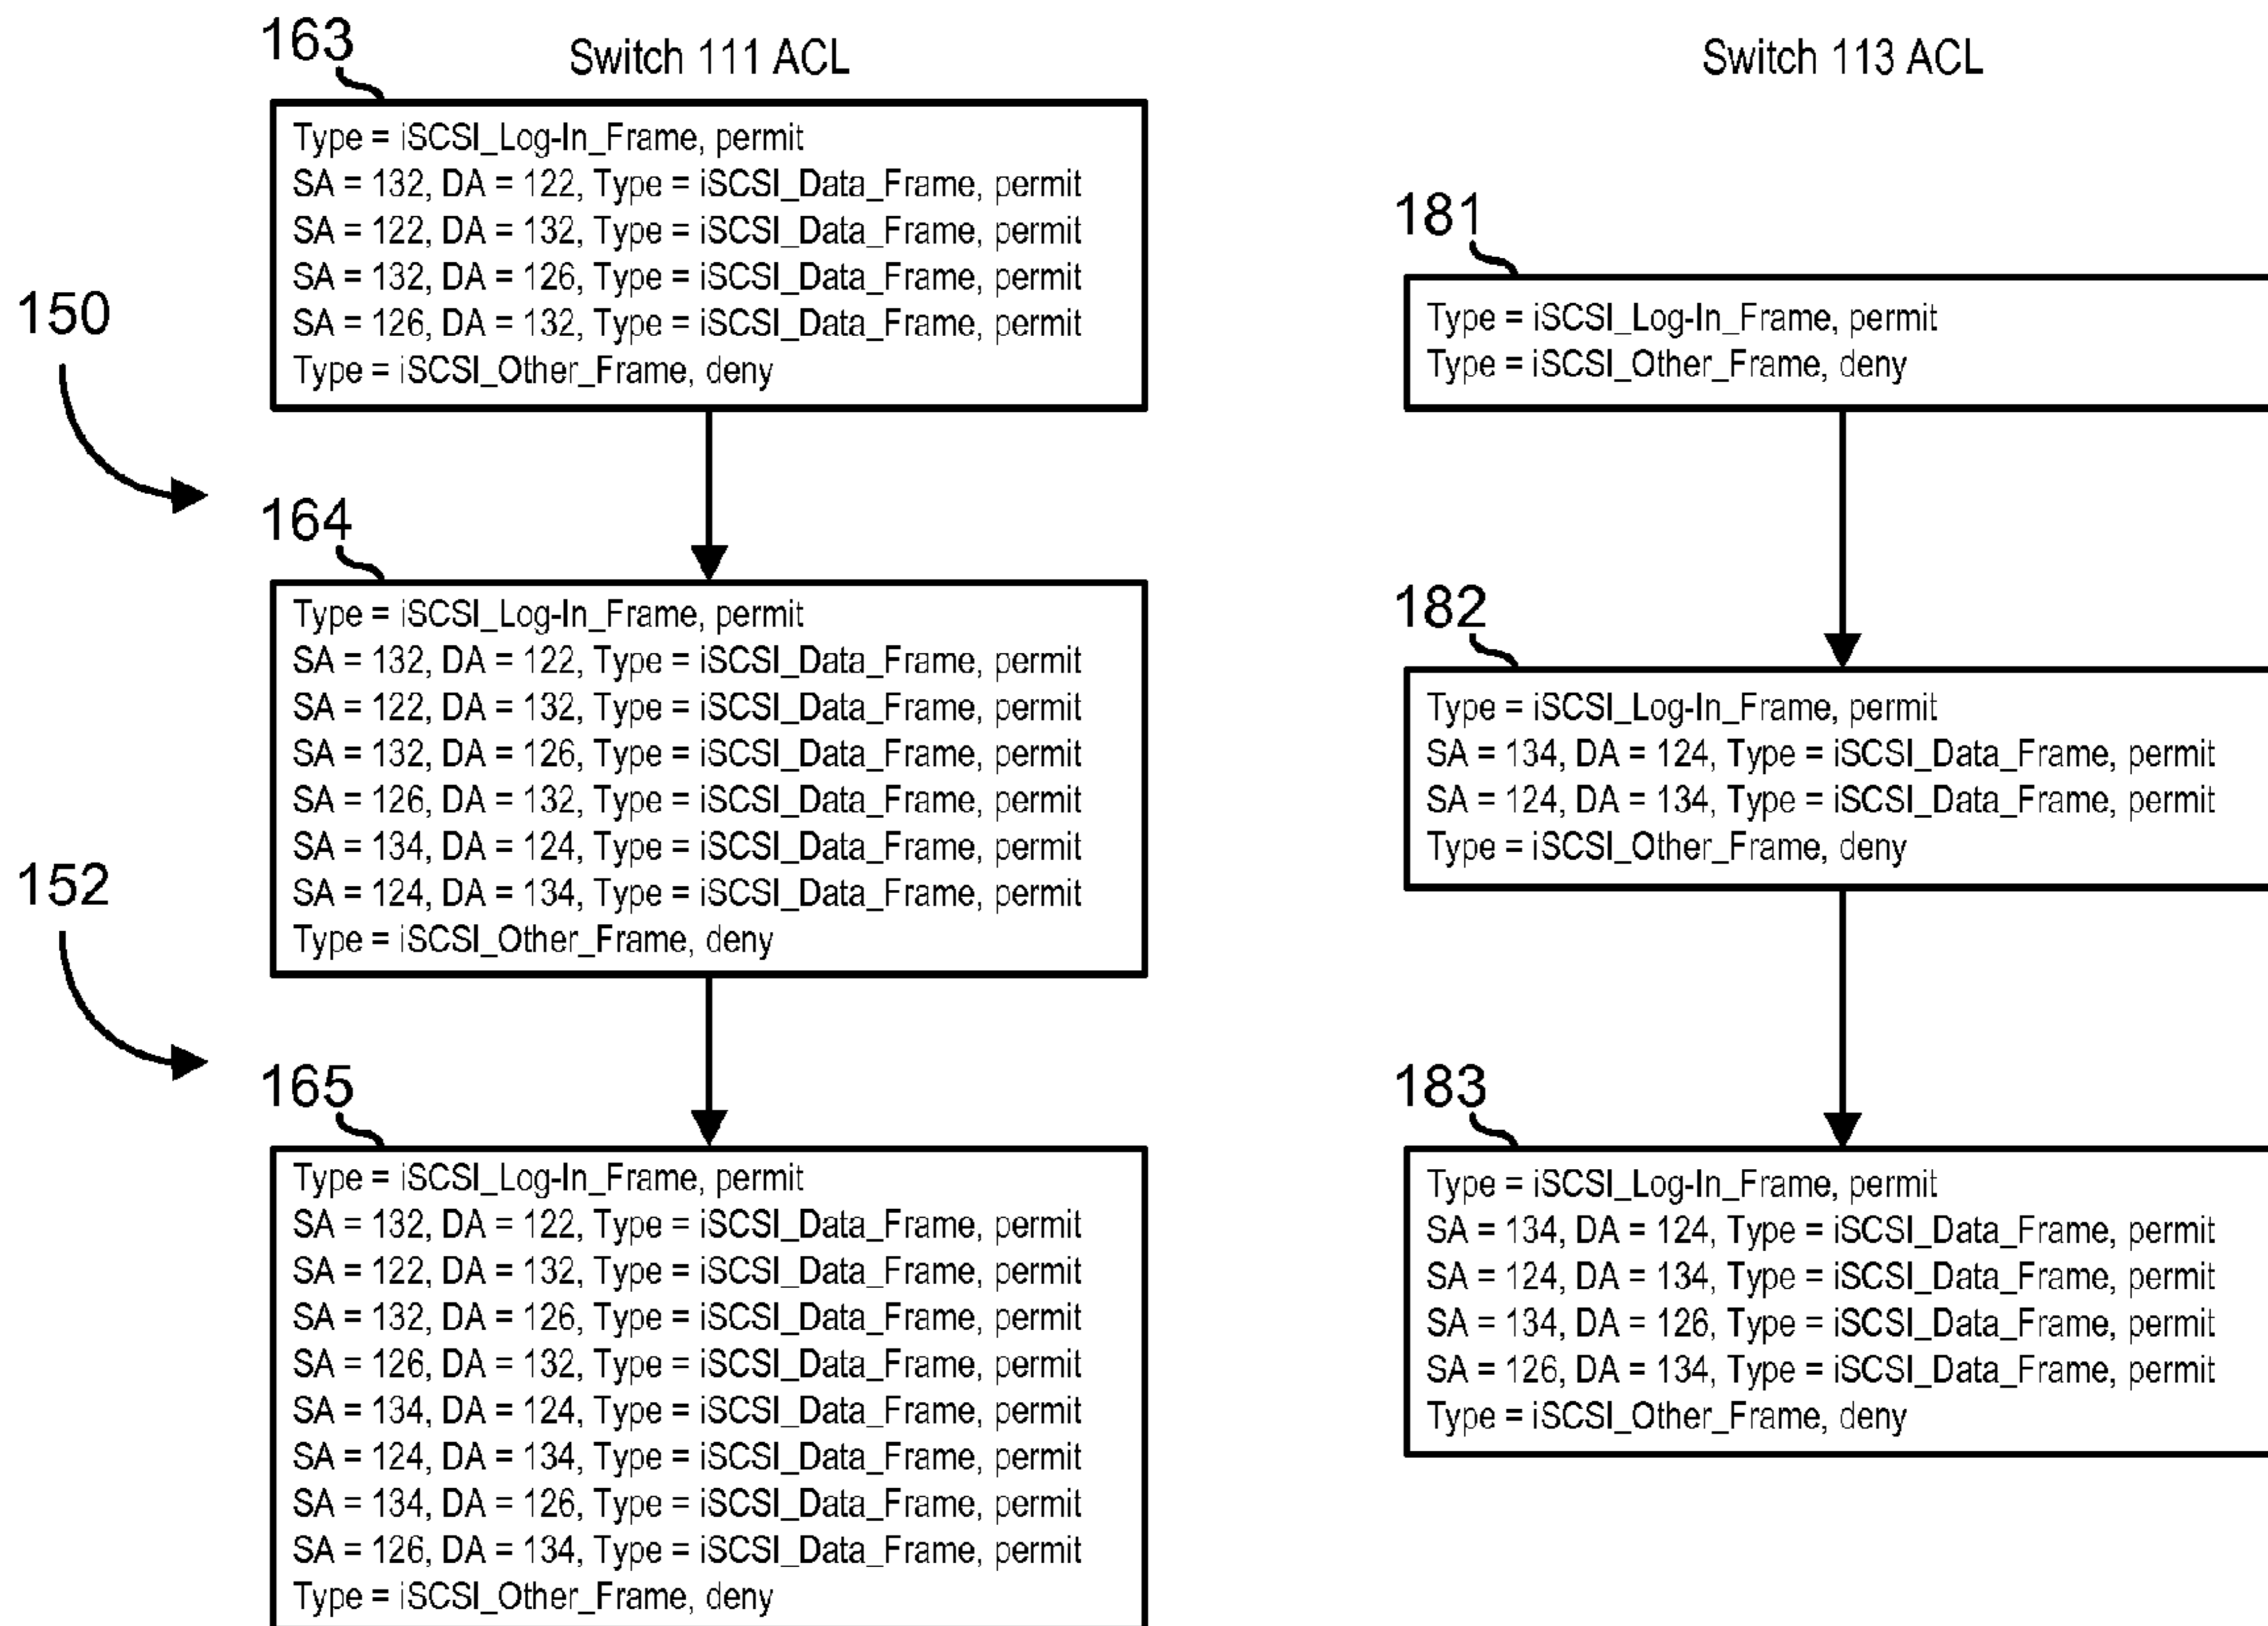 163
Switch 111 ACL
Type = iSCSI_Log-In_Frame, permit
SA = 132, DA = 122, Type = iSCSI_Data_Frame, permit
SA = 122, DA = 132, Type = iSCSI_Data_Frame, permit
SA = 132, DA = 126, Type = iSCSI_Data_Frame, permit
SA = 126, DA = 132, Type = iSCSI_Data_Frame, permit
Type = iSCSI_Other_Frame, deny
150
164
Type = iSCSI_Log-In_Frame, permit
SA = 132, DA = 122, Type = iSCSI_Data_Frame, permit
SA = 122, DA = 132, Type = iSCSI_Data_Frame, permit
SA = 132, DA = 126, Type = iSCSI_Data_Frame, permit
SA = 126, DA = 132, Type = iSCSI_Data_Frame, permit
SA = 134, DA = 124, Type = iSCSI_Data_Frame, permit
SA = 124, DA = 134, Type = iSCSI_Data_Frame, permit
Type = iSCSI_Other_Frame, deny
152
165
Type = iSCSI_Log-In_Frame, permit
SA = 132, DA = 122, Type = iSCSI_Data_Frame, permit
SA = 122, DA = 132, Type = iSCSI_Data_Frame, permit
SA = 132, DA = 126, Type = iSCSI_Data_Frame, permit
SA = 126, DA = 132, Type = iSCSI_Data_Frame, permit
SA = 134, DA = 124, Type = iSCSI_Data_Frame, permit
SA = 124, DA = 134, Type = iSCSI_Data_Frame, permit
SA = 134, DA = 126, Type = iSCSI_Data_Frame, permit
SA = 126, DA = 134, Type = iSCSI_Data_Frame, permit
Type = iSCSI_Other_Frame, deny
Switch 113 ACL
181
Type = iSCSI_Log-In_Frame, permit
Type = iSCSI_Other_Frame, deny
182
Type = iSCSI_Log-In_Frame, permit
SA = 134, DA = 124, Type = iSCSI_Data_Frame, permit
SA = 124, DA = 134, Type = iSCSI_Data_Frame, permit
Type = iSCSI_Other_Frame, deny
183
Type = iSCSI_Log-In_Frame, permit
SA = 134, DA = 124, Type = iSCSI_Data_Frame, permit
SA = 124, DA = 134, Type = iSCSI_Data_Frame, permit
SA = 134, DA = 126, Type = iSCSI_Data_Frame, permit
SA = 126, DA = 134, Type = iSCSI_Data_Frame, permit
Type = iSCSI_Other_Frame, deny